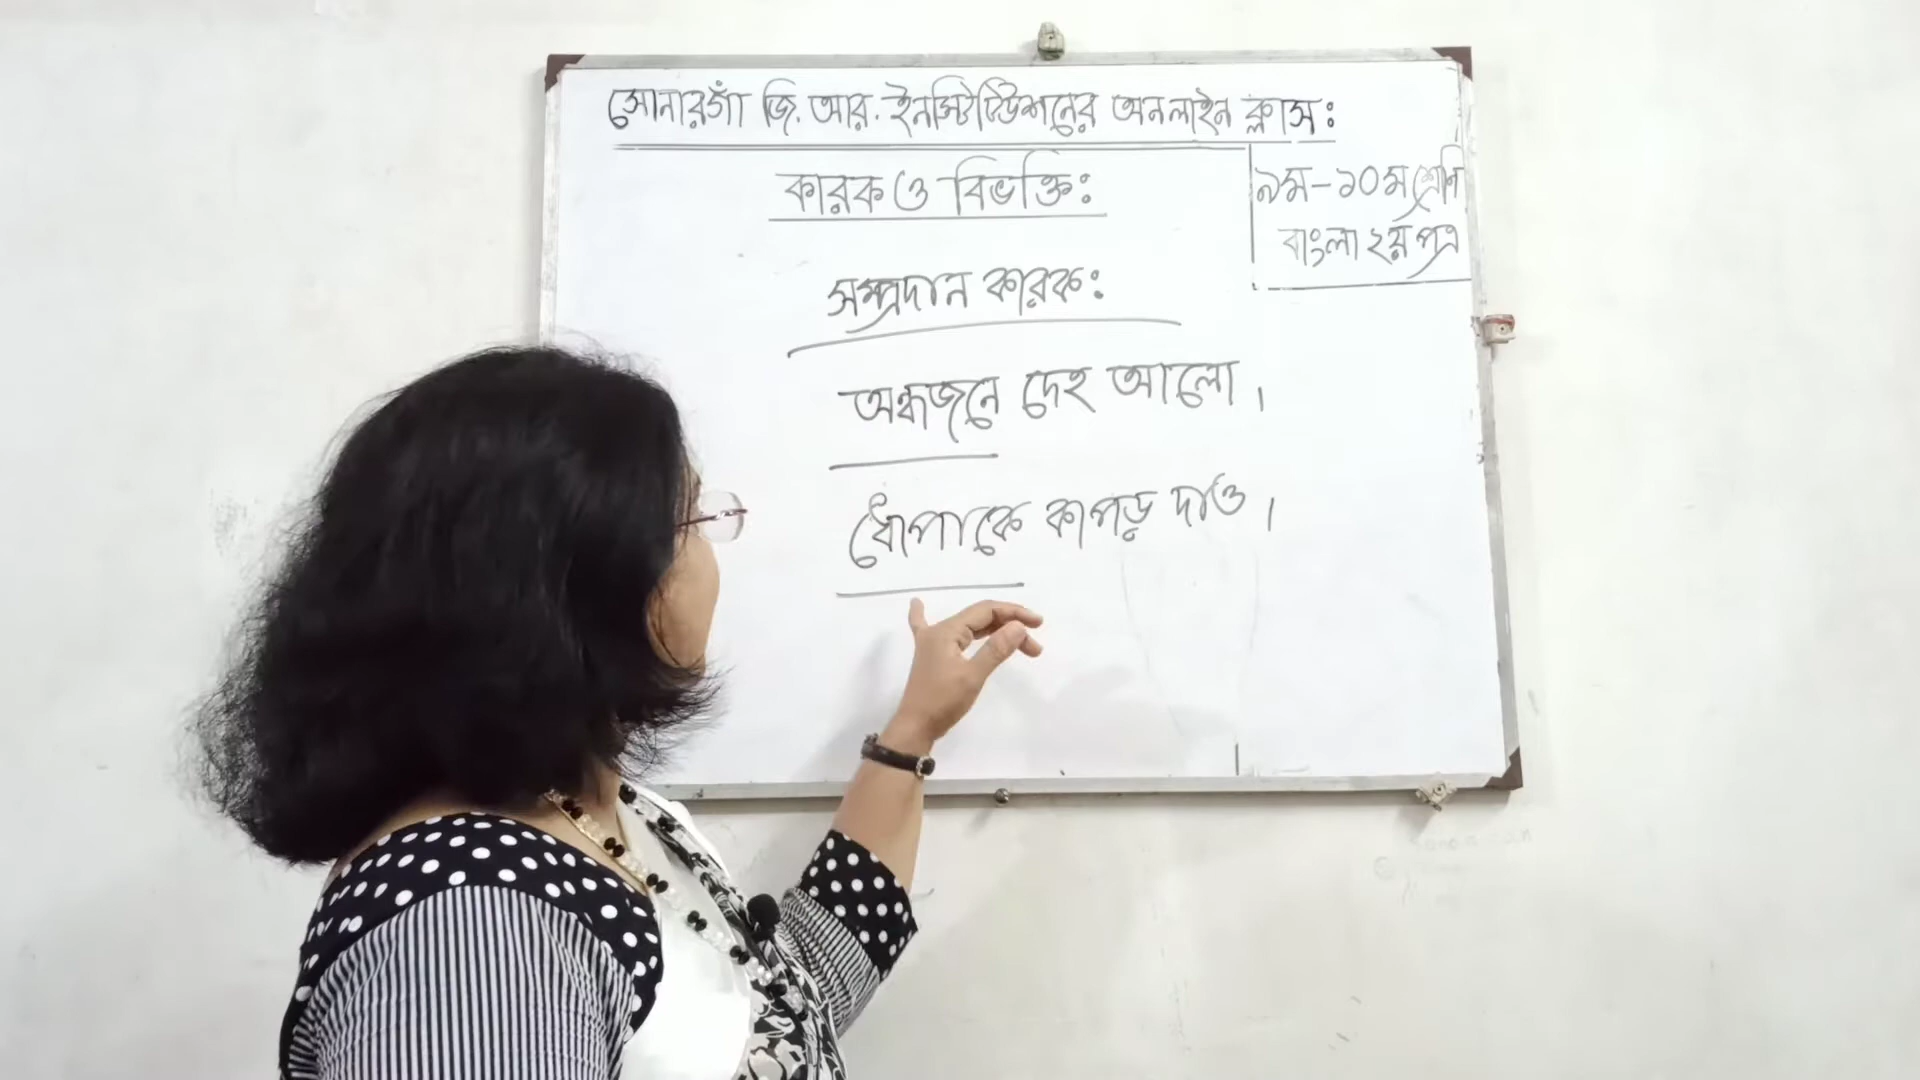 সোনারগাঁ জি. আর. ইনস্টিটিউশনের অনলাইন ক্লাস:
কারক ও বিভক্তি:
৯ম-১০ম শ্রেণি
বাংলা ২য় পত্র
সম্প্রদান কারক:
অন্ধজনে দেহ আলো।
ধোপাকে কাপড় দাও।